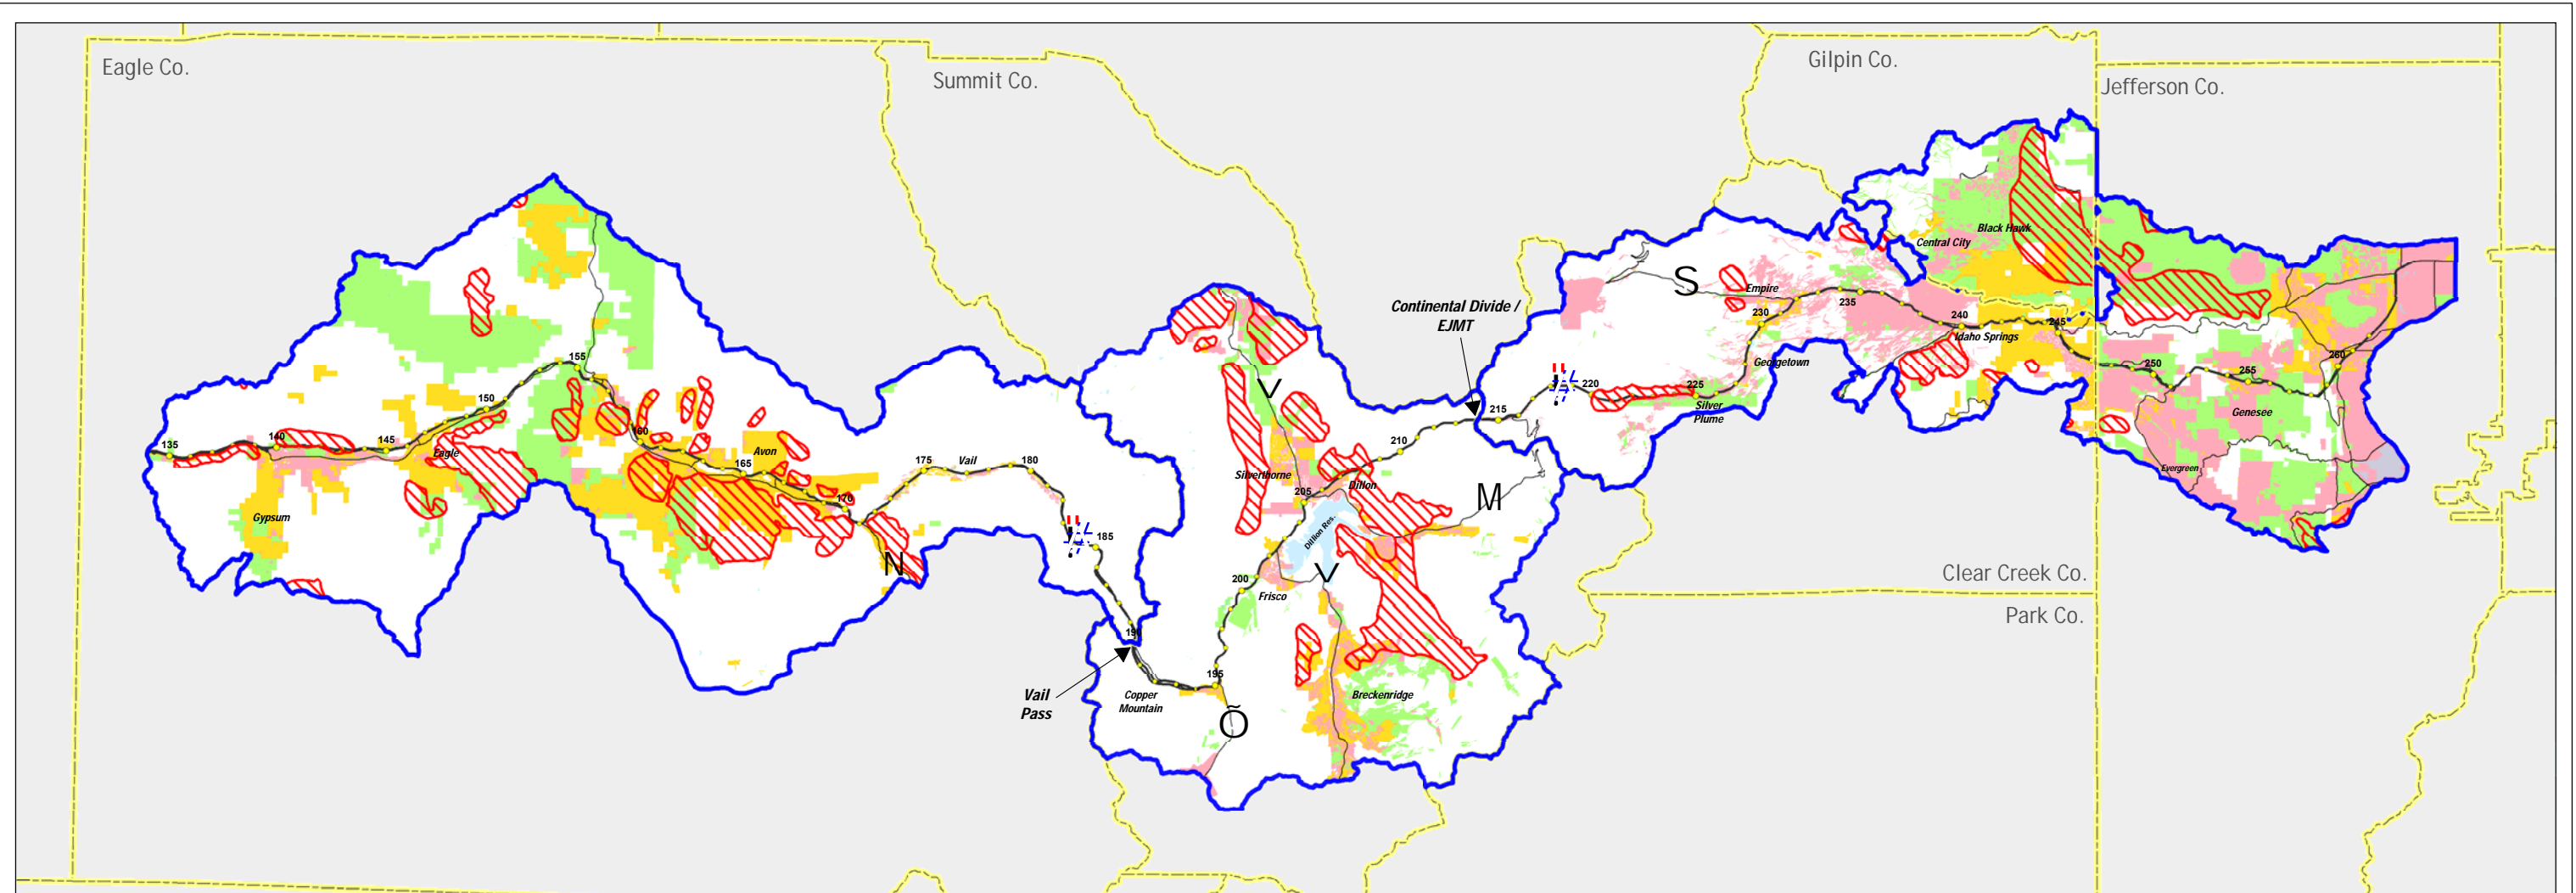 Eagle Co.
Summit Co.
Gilpin Co.
Jefferson Co.
Clear Creek Co.
Park Co.
Continental Divide /
EJMT
Vail
Pass
135
140
145
150
155
160
165
170
175
180
185
190
195
200
205
210
215
220
225
230
235
240
245
250
255
260
Gypsum
Eagle
Avon
Vail
Copper
Mountain
Frisco
Silverthorne
Dillon
Dillion Res.
Breckenridge
Silver
Plume
Georgetown
Empire
Idaho Springs
Central City
Black Hawk
Genesee
Evergreen
N
V
V
M
Õ
S